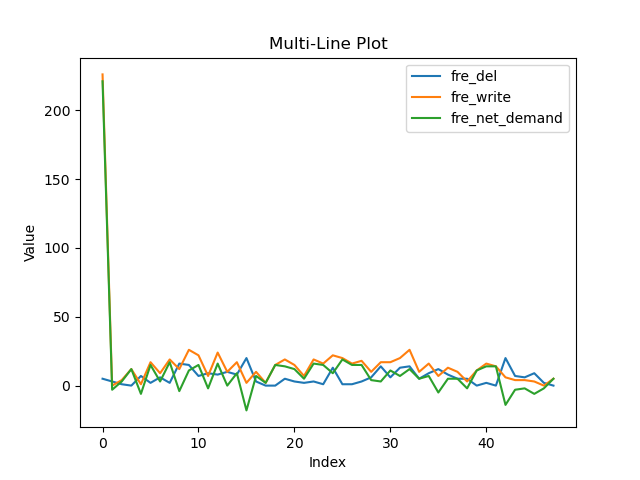 Multi-Line Plot
fre_del
fre_write
fre_net_demand
200
150
100
50
0
Value
0
10
20
30
40
Index